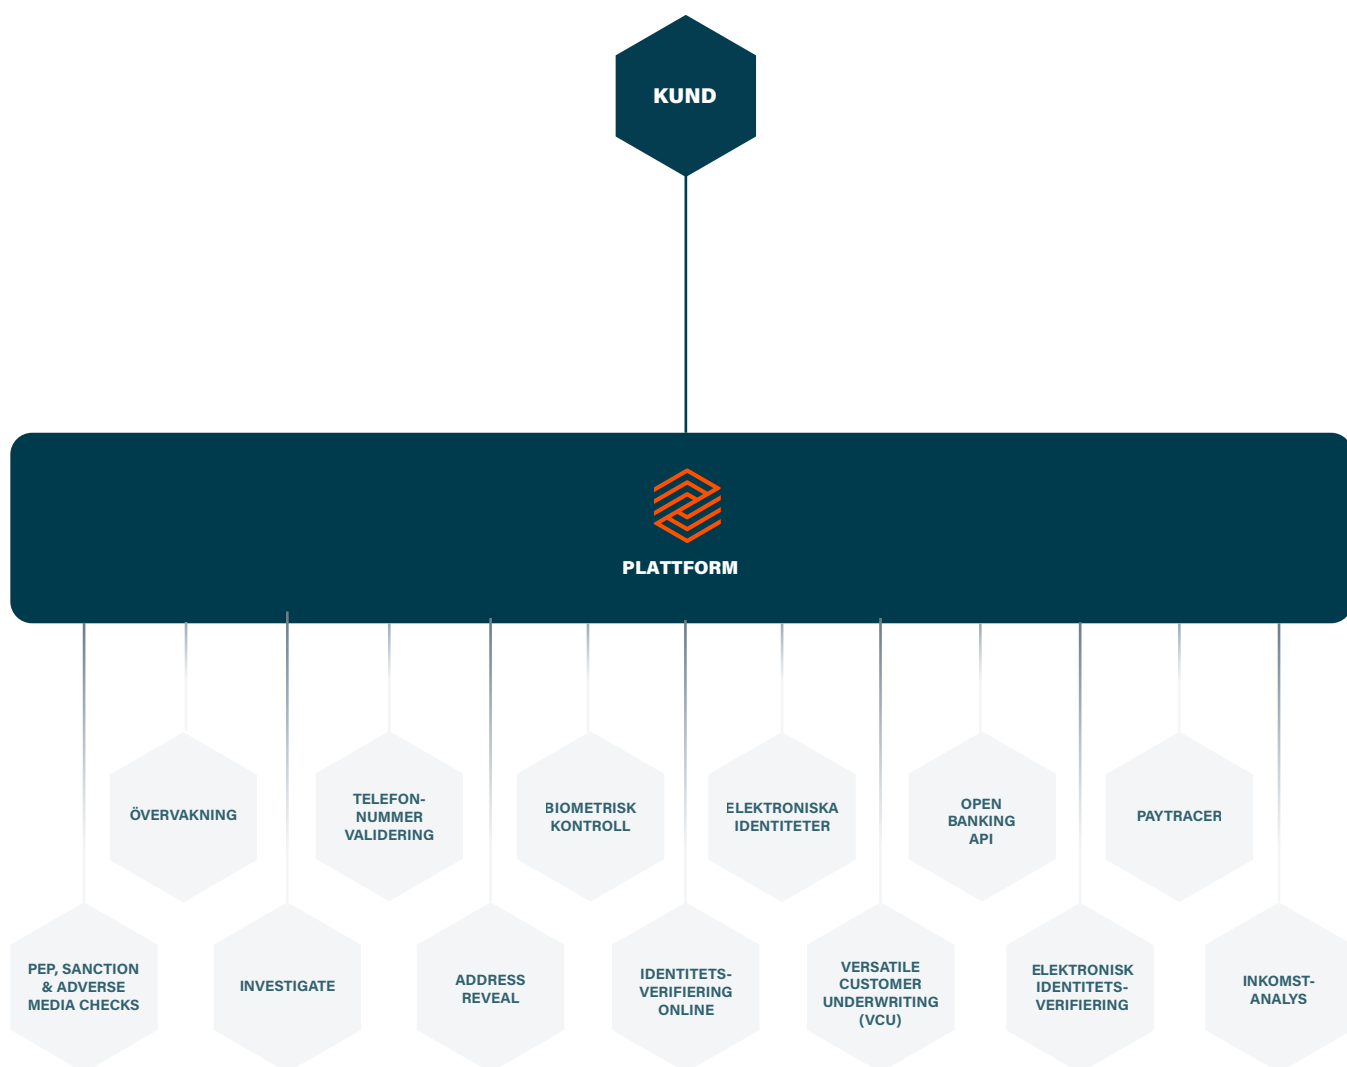 KUND
PLATTFORM
ÖVERVAKNING
TELEFON-
NUMMER
VALIDERING
BIOMETRISK
KONTROLL
ELEKTRONISKA
IDENTITETER
OPEN
BANKING
API
PAYTRACER
PEP, SANCTION
& ADVERSE
MEDIA CHECKS
INVESTIGATE
ADDRESS
REVEAL
IDENTITETS-
VERIFIERING
ONLINE
VERSATILE
CUSTOMER
UNDERWRITING
(VCU)
ELEKTRONISK
IDENTITETS-
VERIFIERING
INKOMST-
ANALYS